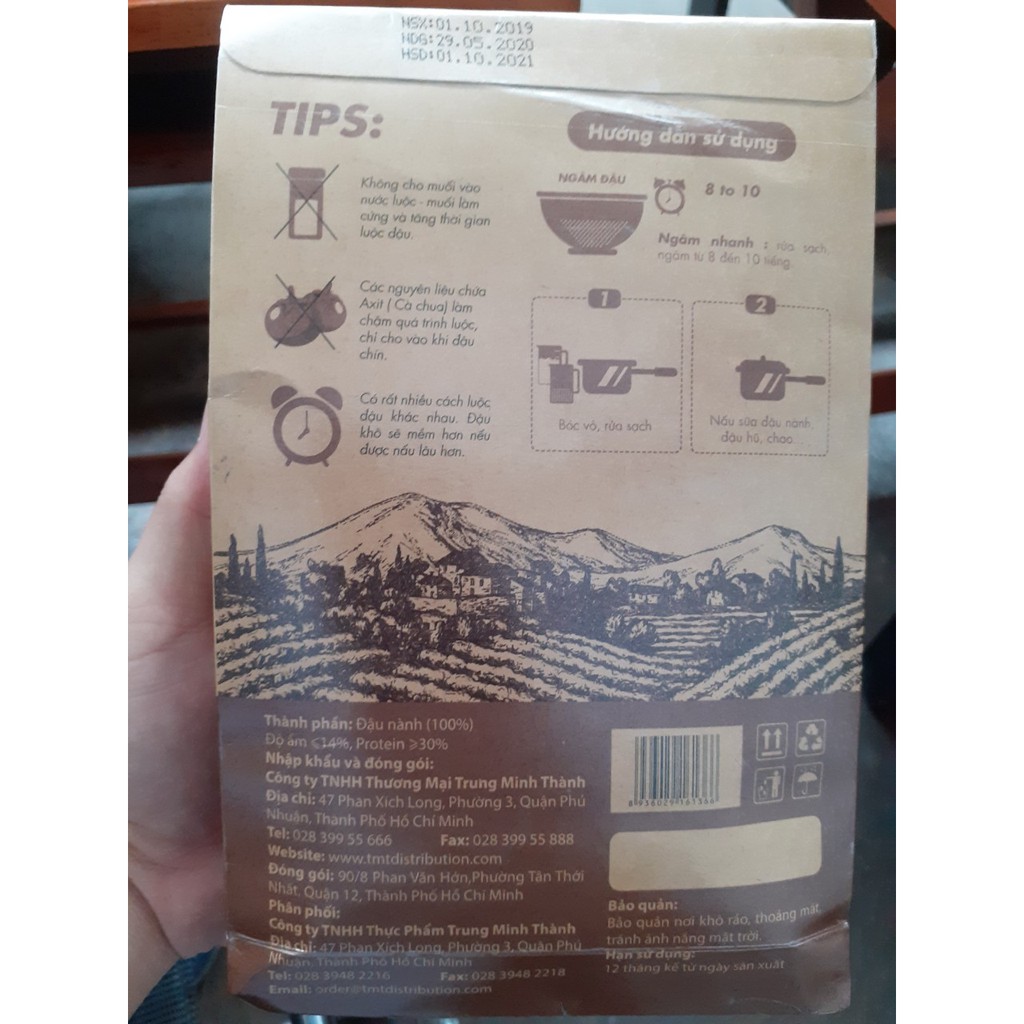 NSX:01.10.2019
NDG:29.05.2020
HSD:01.10.2021
TIPS:
Không cho muối vào
nước luộc - muối làm
cứng và tăng thời gian
luộc đậu.
Các nguyên liệu chứa
Axit ( Cà chua) làm
chậm quá trình luộc,
chỉ cho vào khi đậu
chín.
Có rất nhiều cách luộc
đậu khác nhau. Đậu
khô sẽ mềm hơn nếu
được nấu lâu hơn.
Hướng dẫn sử dụng
NGÂM ĐẬU
8 to 10
Ngâm nhanh : rửa sạch,
ngâm từ 8 đến 10 tiếng.
1
Bóc vỏ, rửa sạch
2
Nấu sữa đậu nành,
đậu hũ, chao...
Thành phần: Đậu nành (100%)
Độ ẩm ⩽14%, Protein ⩾30%
Nhập khẩu và đóng gói:
Công ty TNHH Thương Mại Trung Minh Thành
Địa chỉ: 47 Phan Xích Long, Phường 3, Quận Phú
Nhuận, Thành Phố Hồ Chí Minh
Tel: 028 399 55 666 Fax: 028 399 55 888
Website: www.tmtdistribution.com
Đóng gói: 90/8 Phan Văn Hớn,Phường Tân Thới
Nhất, Quận 12, Thành Phố Hồ Chí Minh
Phân phối:
Công ty TNHH Thực Phẩm Trung Minh Thành
Địa chỉ: 47 Phan Xích Long, Phường 3, Quận Phú
Nhuận, Thành Phố Hồ Chí Minh
Tel: 028 3948 2216 Fax: 028 3948 2218
Email: order@tmtdistribution.com
8 936029 161366
Bảo quản:
Bảo quản nơi khô ráo, thoáng mát,
tránh ánh nắng mặt trời.
Hạn sử dụng:
12 tháng kể từ ngày sản xuất